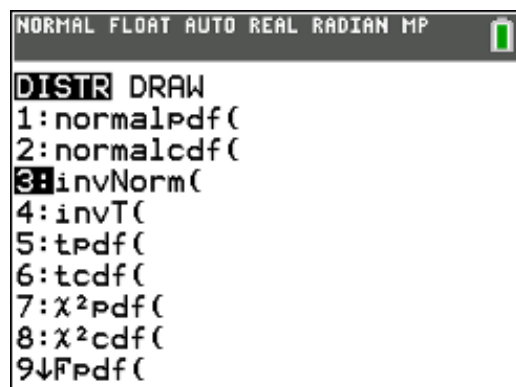 NORMAL FLOAT AUTO REAL RADIAN MP
DISTR DRAW
1:normalpdf(
2:normalcdf(
3:invNorm(
4:invT(
5:tpdf(
6:tcdf(
7:χ²pdf(
8:χ²cdf(
9↓Fpdf(